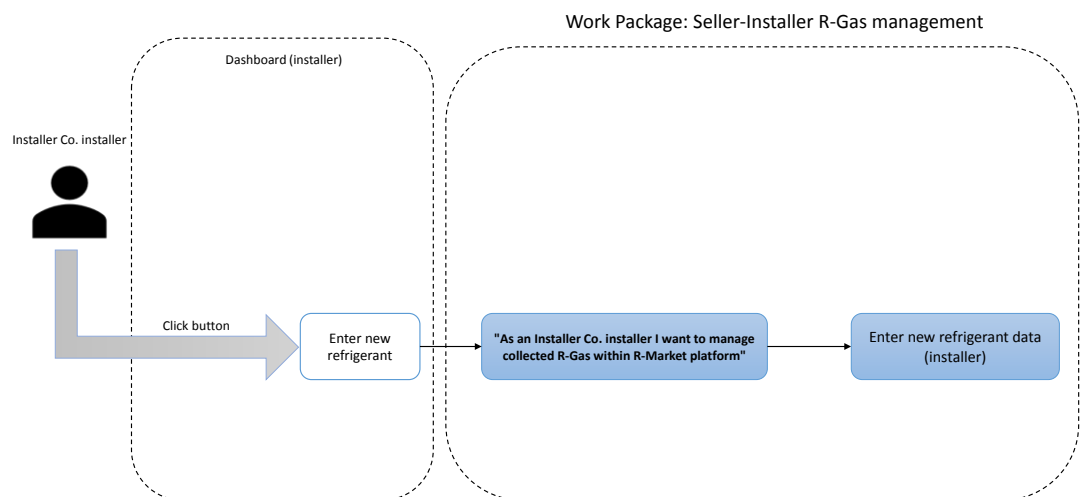 Work Package: Seller-Installer R-Gas management
Dashboard (installer)
Installer Co. installer
Click button
Enter new
refrigerant
"As an Installer Co. installer I want to manage
collected R-Gas within R-Market platform"
Enter new refrigerant data
(installer)